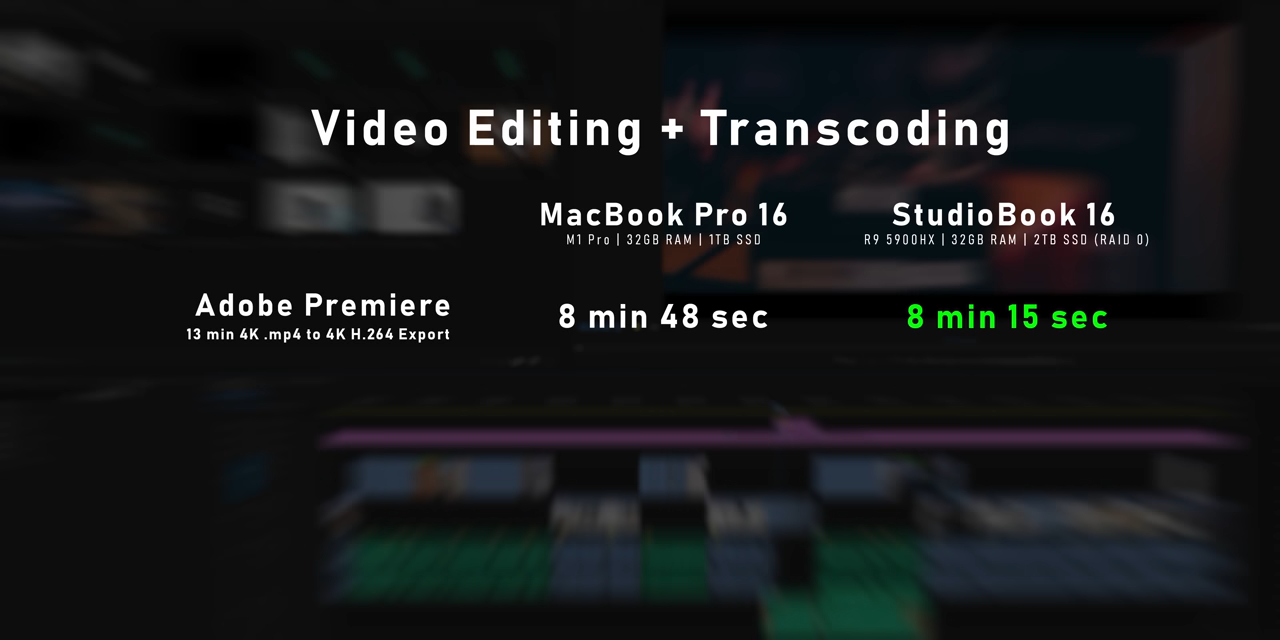 Video Editing + Transcoding
MacBook Pro 16
M1 Pro | 32GB RAM | 1TB SSD
StudioBook 16
R9 5900HX | 32GB RAM | 2TB SSD (RAID 0)
Adobe Premiere
13 min 4K .mp4 to 4K H.264 Export
8 min 48 sec
8 min 15 sec